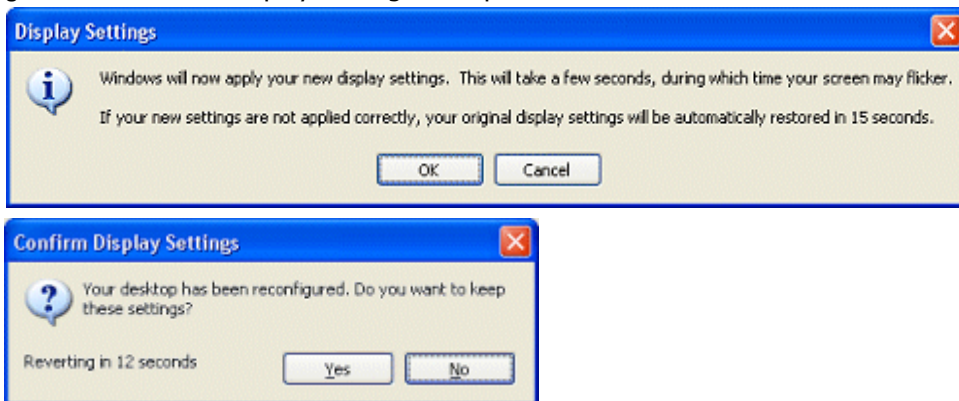 Display Settings
Windows will now apply your new display settings. This will take a few seconds, during which time your screen may flicker.
If your new settings are not applied correctly, your original display settings will be automatically restored in 15 seconds.
OK Cancel
Confirm Display Settings
Your desktop has been reconfigured. Do you want to keep
these settings?
Reverting in 12 seconds Yes No